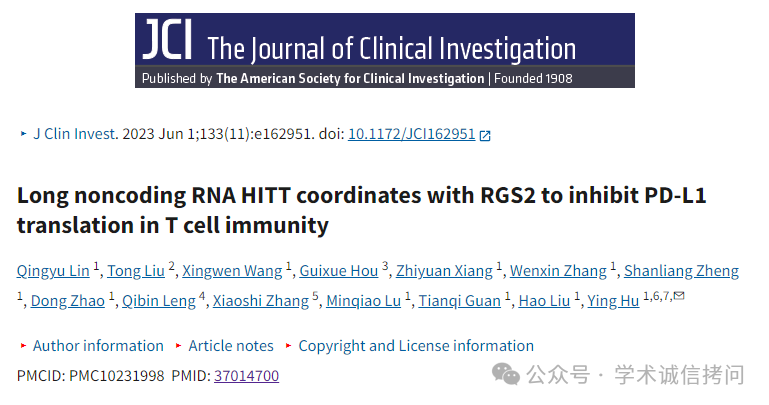 JCI The Journal of Clinical Investigation
Published by The American Society for Clinical Investigation | Founded 1908
J Clin Invest. 2023 Jun 1;133(11):e162951. doi: 10.1172/JCI162951
Long noncoding RNA HITT coordinates with RGS2 to inhibit PD-L1
translation in T cell immunity
Qingyu Lin 1, Tong Liu 2, Xingwen Wang 1, Guixue Hou 3, Zhiyuan Xiang 1, Wenxin Zhang 1, Shanliang Zheng
1, Dong Zhao 1, Qibin Leng 4, Xiaoshi Zhang 5, Minqiao Lu 1, Tianqi Guan 1, Hao Liu 1, Ying Hu 1,6,7,✉
Author information Article notes Copyright and License information
PMCID: PMC10231998 PMID: 37014700
公众号 · 学术诚信拷问